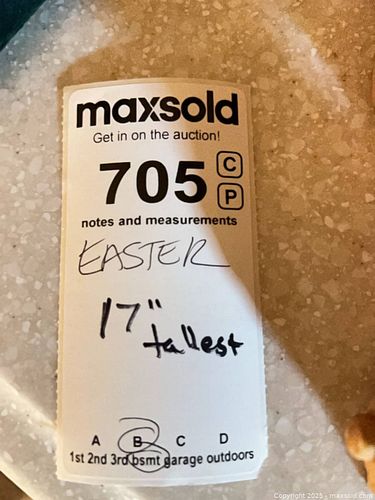 maxsold
Get in on the auction!
705 C
P
notes and measurements
EASTER
17"
tallest
A B C D
1st 2nd 3rd bsmt garage outdoors
Copyright 2025 - maxsold.com